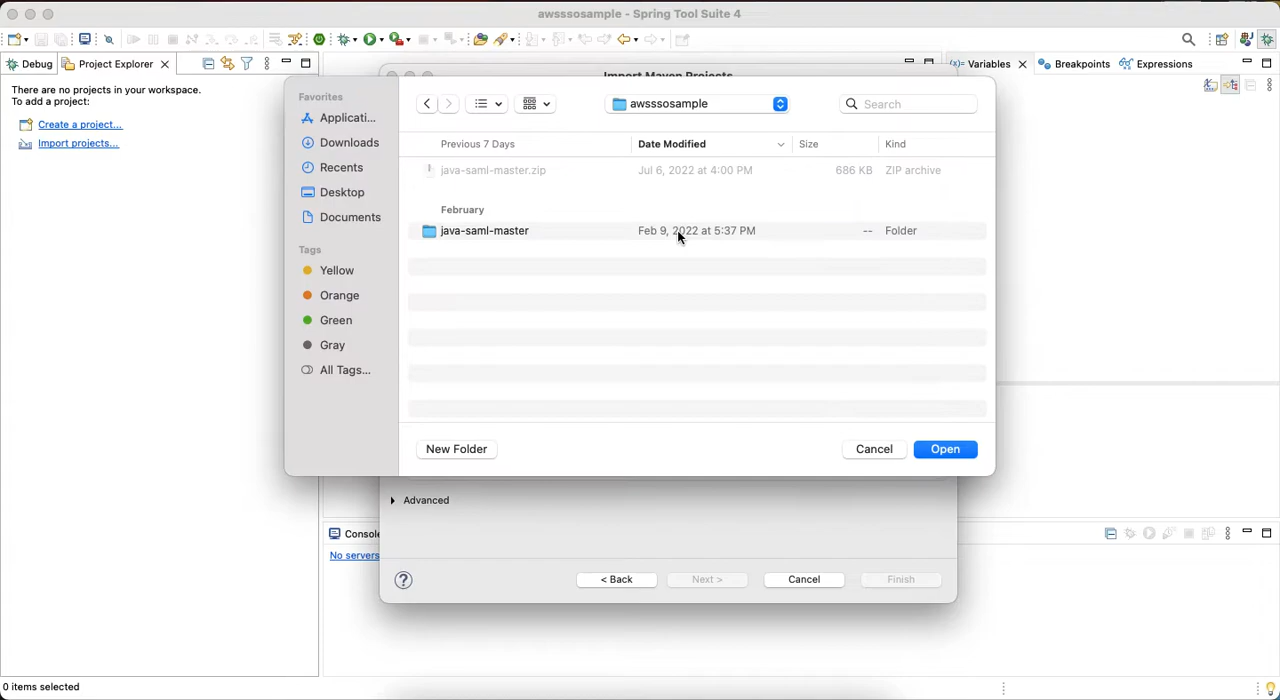 awsssosample - Spring Tool Suite 4
Debug
Project Explorer
Variables
Breakpoints
Expressions
There are no projects in your workspace.
To add a project:
Create a project...
Import projects...
Import Maven Projects
Favorites
Applicati...
Downloads
Recents
Desktop
Documents
Tags
Yellow
Orange
Green
Gray
All Tags...
awsssosample
Search
Previous 7 Days
Date Modified
Size
Kind
java-saml-master.zip
Jul 6, 2022 at 4:00 PM
686 KB
ZIP archive
February
java-saml-master
Feb 9, 2022 at 5:37 PM
--
Folder
New Folder
Cancel
Open
Advanced
Console
No servers
?
< Back
Next >
Cancel
Finish
0 items selected